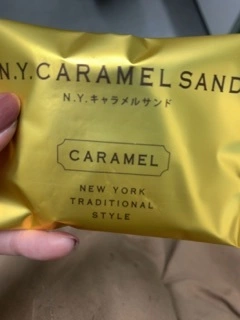 N.Y.CARAMEL SAND
N.Y.キャラメルサンド
CARAMEL
NEW YORK
TRADITIONAL
STYLE